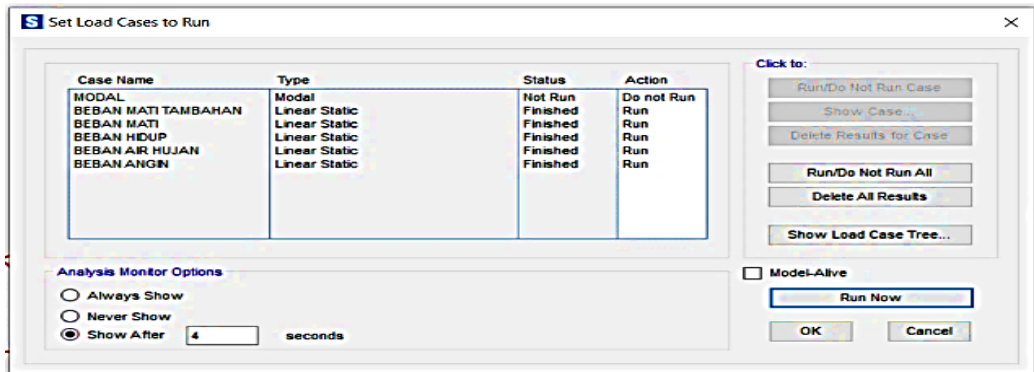 S Set Load Cases to Run
Case Name Type Status Action
MODAL Modal Not Run Do not Run
BEBAN MATI TAMBAHAN Linear Static Finished Run
BEBAN MATI Linear Static Finished Run
BEBAN HIDUP Linear Static Finished Run
BEBAN AIR HUJAN Linear Static Finished Run
BEBAN ANGIN Linear Static Finished Run
Click to:
Run/Do Not Run Case
Show Case...
Delete Results for Case
Run/Do Not Run All
Delete All Results
Show Load Case Tree...
Analysis Monitor Options
Always Show
Never Show
Show After 4 seconds
Model-Alive
Run Now
OK Cancel